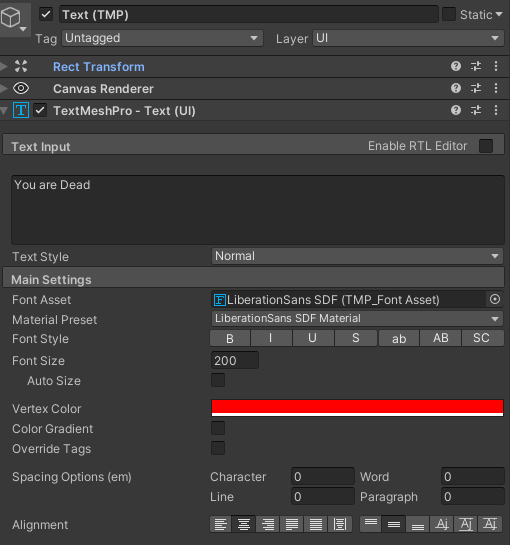 Text (TMP) Static
Tag Untagged Layer UI
Rect Transform
Canvas Renderer
TextMeshPro - Text (UI)
Text Input Enable RTL Editor
You are Dead
Text Style Normal
Main Settings
Font Asset LiberationSans SDF (TMP_Font Asset)
Material Preset LiberationSans SDF Material
Font Style B I U S ab AB SC
Font Size 200
Auto Size
Vertex Color
Color Gradient
Override Tags
Spacing Options (em) Character 0 Word 0
Line 0 Paragraph 0
Alignment